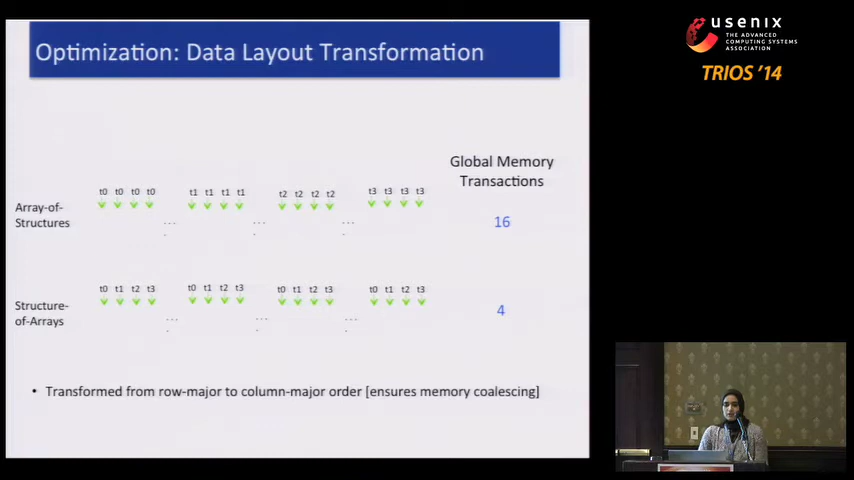 Optimization: Data Layout Transformation
usenix
THE ADVANCED
COMPUTING SYSTEMS
ASSOCIATION
TRIOS '14
Global Memory
Transactions
t0 t0 t0 t0 t1 t1 t1 t1 t2 t2 t2 t2 t3 t3 t3 t3
Array-of-
Structures
... ... ...
. . .
16
t0 t1 t2 t3 t0 t1 t2 t3 t0 t1 t2 t3 t0 t1 t2 t3
Structure-
of-Arrays
... ... ...
. . .
4
• Transformed from row-major to column-major order [ensures memory coalescing]